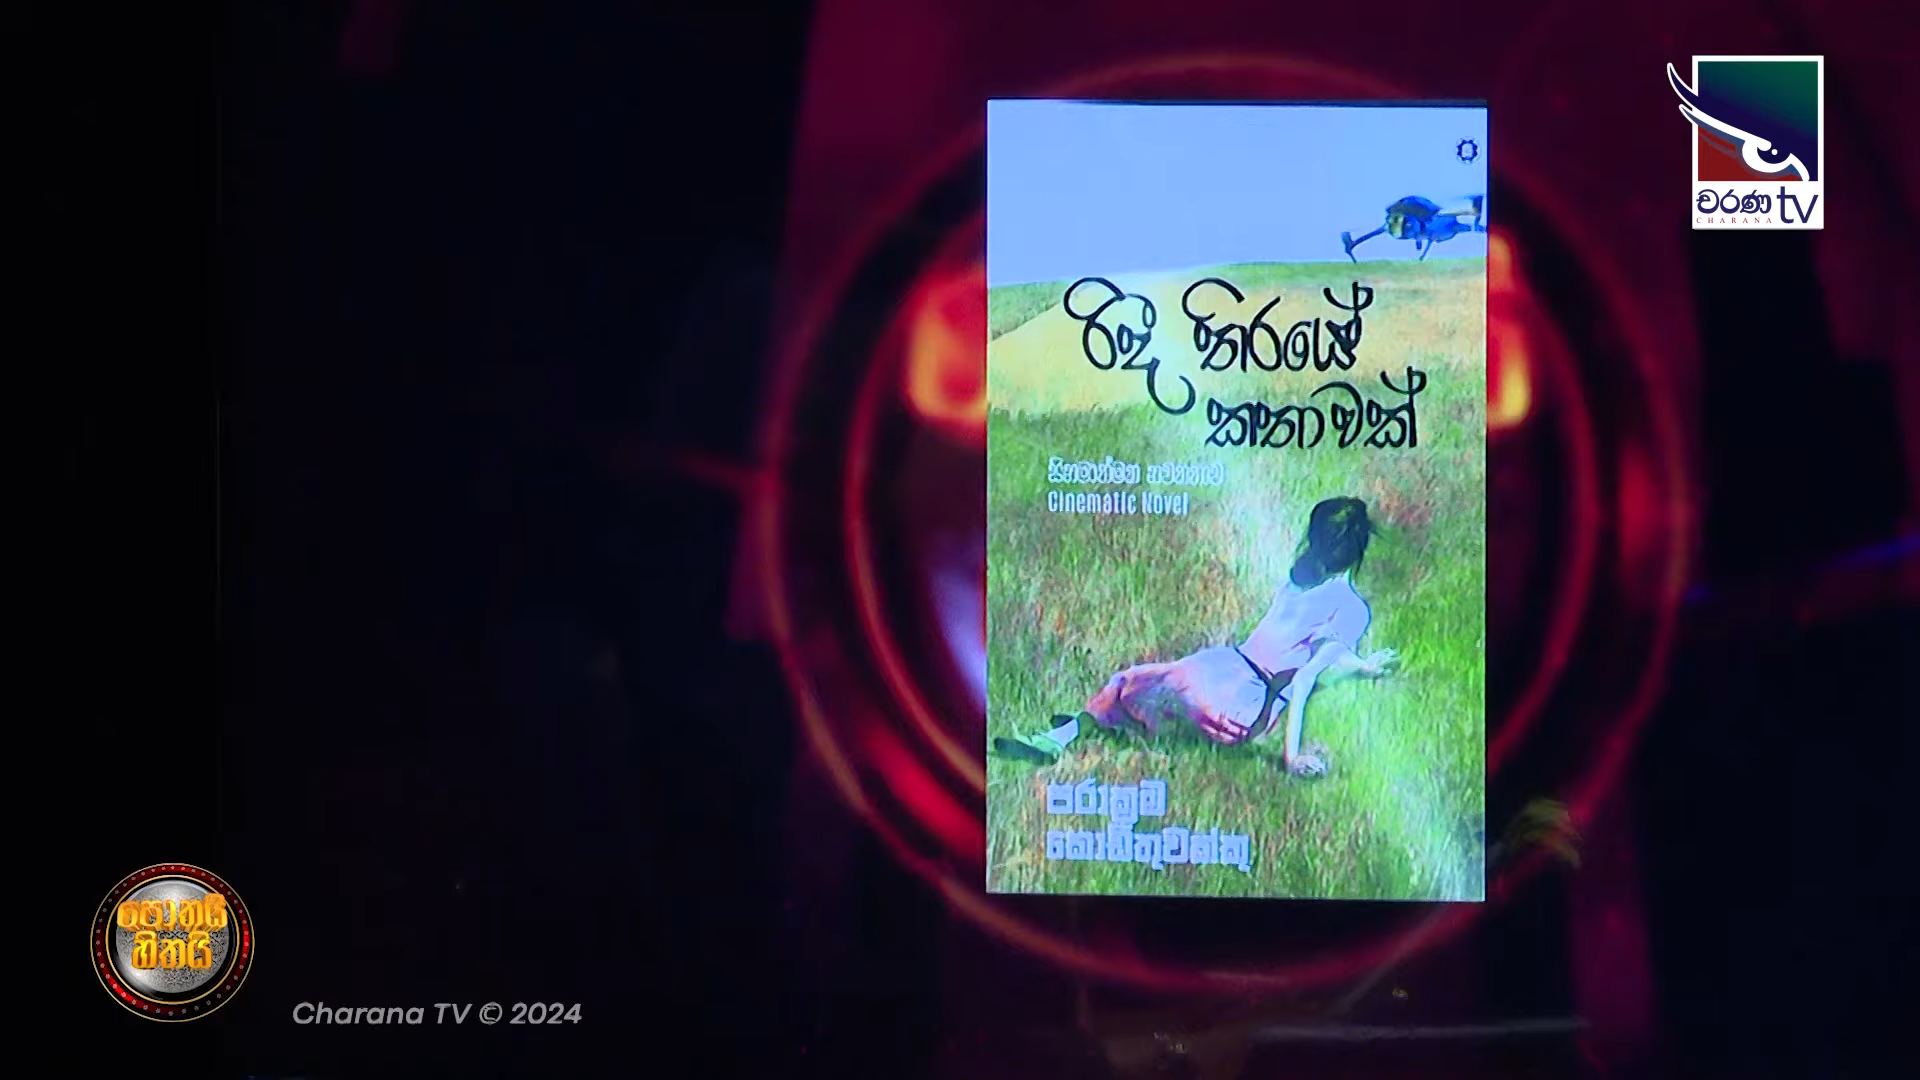 චරණ tv
CHARANA
රිදී තිරයේ
කතාවක්
සිනමාත්මක නවකතාව
Cinematic Novel
පරාක්‍රම
කොඩිතුවක්කු
පොතයි
හිතයි
Charana TV © 2024